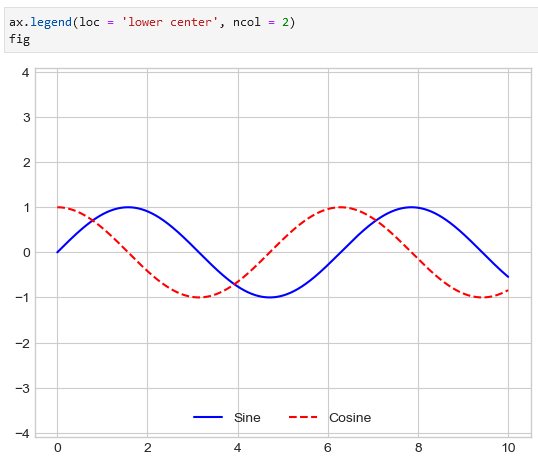 ax.legend(loc = 'lower center', ncol = 2)
fig
4
3
2
1
0
−1
−2
−3
−4
Sine Cosine
0 2 4 6 8 10